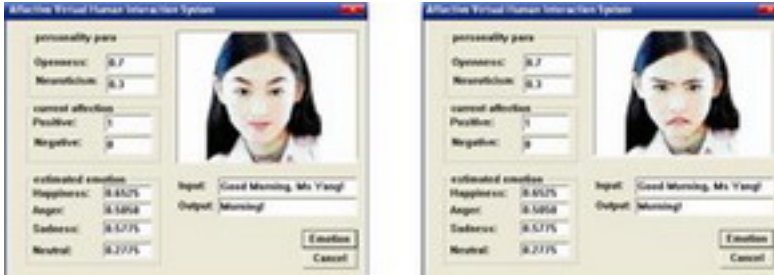 Affective Virtual Human Interaction System
personality para
Openness: 0.7
Neuroticism: 0.3
current affection
Positive: 1
Negative: 0
estimated emotion
Happiness: 0.6525
Anger: 0.5050
Sadness: 0.5775
Neutral: 0.2775
Input: Good Morning, Ms Yang!
Output: Morning!
Emotion
Cancel
Affective Virtual Human Interaction System
personality para
Openness: 0.7
Neuroticism: 0.3
current affection
Positive: 1
Negative: 0
estimated emotion
Happiness: 0.6525
Anger: 0.5050
Sadness: 0.5775
Neutral: 0.2775
Input: Good Morning, Ms Yang!
Output: Morning!
Emotion
Cancel